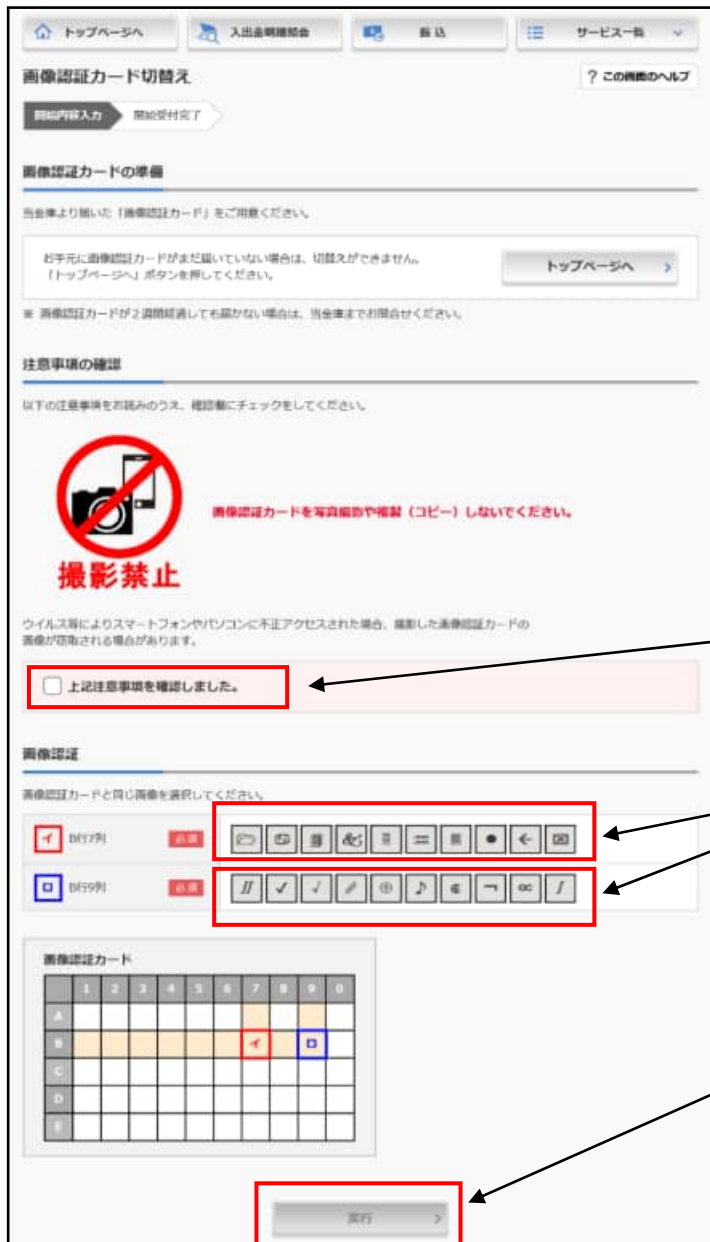 トップページへ 入出金明細照会 振込 サービス一覧
画像認証カード切替え ? この画面のヘルプ
開始内容入力 開始受付完了
画像認証カードの準備
当金庫より届いた「画像認証カード」をご用意ください。
お手元に画像認証カードがまだ届いていない場合は、切替えができません。
「トップページへ」ボタンを押してください。
トップページへ
※ 画像認証カードが2週間経過しても届かない場合は、当金庫までお問合せください。
注意事項の確認
以下の注意事項をお読みのうえ、確認欄にチェックをしてください。
画像認証カードを写真撮影や複製（コピー）しないでください。
撮影禁止
ウイルス等によりスマートフォンやパソコンに不正アクセスされた場合、撮影した画像認証カードの
画像が窃取される場合があります。
上記注意事項を確認しました。
画像認証
画像認証カードと同じ画像を選択してください。
イ B行7列 必須
ロ B行9列 必須
画像認証カード
1 2 3 4 5 6 7 8 9 0
A
B イ ロ
C
D
E
実行